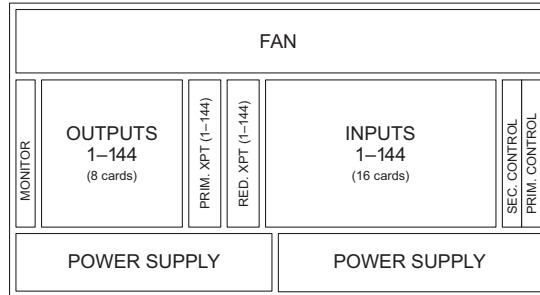 FAN
MONITOR
OUTPUTS
1–144
(8 cards)
PRIM. XPT (1–144)
RED. XPT (1–144)
INPUTS
1–144
(16 cards)
SEC. CONTROL
PRIM. CONTROL
POWER SUPPLY
POWER SUPPLY